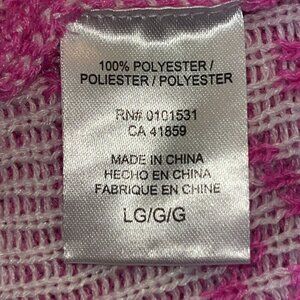 100% POLYESTER /
POLIESTER / POLYESTER
RN# 0101531
CA 41859
MADE IN CHINA
HECHO EN CHINA
FABRIQUE EN CHINE
LG/G/G